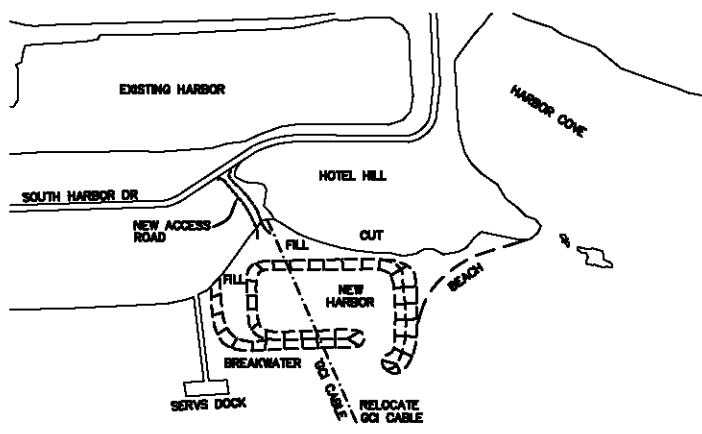 EXISTING HARBOR
HARBOR COVE
HOTEL HILL
SOUTH HARBOR DR
NEW ACCESS
ROAD
CUT
FILL
FILL
BEACH
NEW
HARBOR
BREAKWATER
GCI CABLE
SERVS DOCK
RELOCATE
GCI CABLE